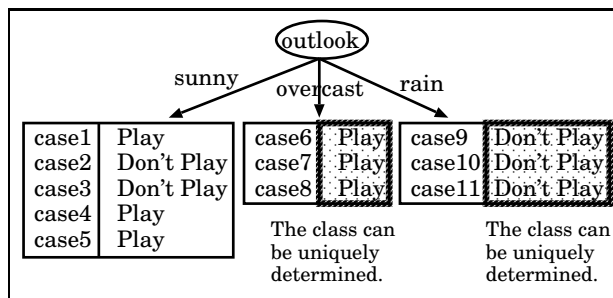 outlook
sunny
overcast
rain
case1 Play
case2 Don't Play
case3 Don't Play
case4 Play
case5 Play
case6 Play
case7 Play
case8 Play
The class can
be uniquely
determined.
case9 Don't Play
case10 Don't Play
case11 Don't Play
The class can
be uniquely
determined.